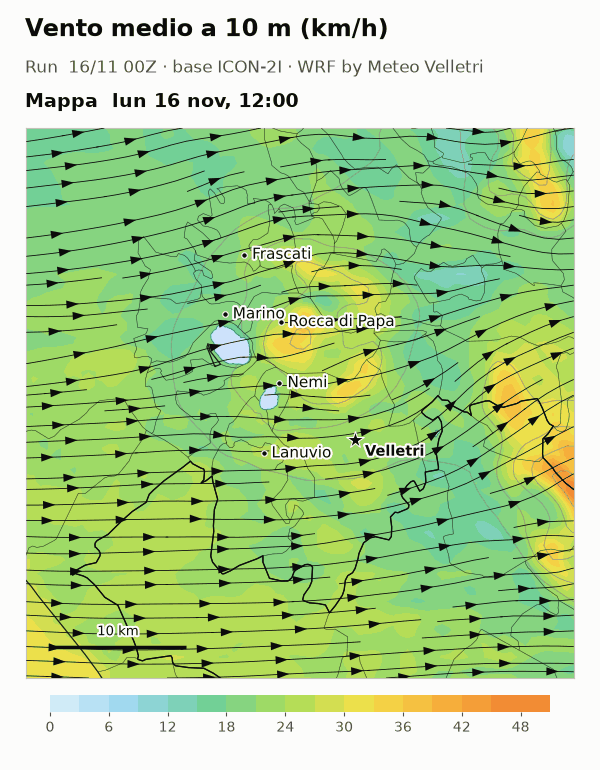 Vento medio a 10 m (km/h)
Run  16/11 00Z · base ICON-2I · WRF by Meteo Velletri
Mappa  lun 16 nov, 12:00
Frascati
Marino
Rocca di Papa
Nemi
Velletri
Lanuvio
10 km
0 6 12 18 24 30 36 42 48